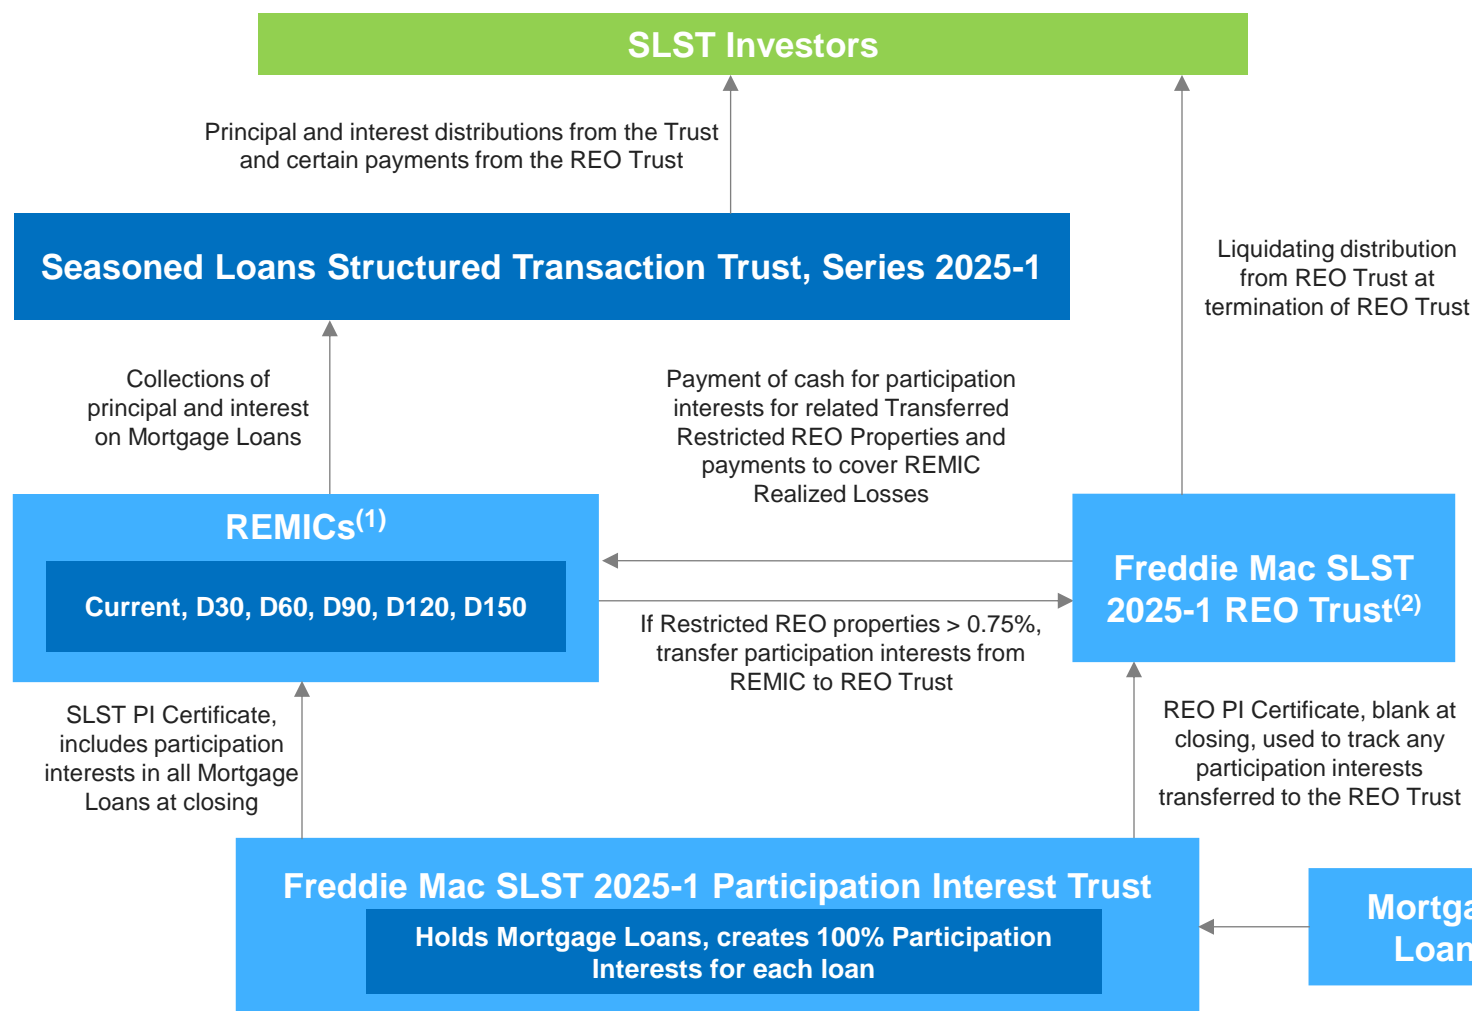 SLST Investors
Principal and interest distributions from the Trust
and certain payments from the REO Trust
Seasoned Loans Structured Transaction Trust, Series 2025-1
Liquidating distribution
from REO Trust at
termination of REO Trust
Collections of
principal and interest
on Mortgage Loans
Payment of cash for participation
interests for related Transferred
Restricted REO Properties and
payments to cover REMIC
Realized Losses
REMICs(1)
Current, D30, D60, D90, D120, D150
Freddie Mac SLST
2025-1 REO Trust(2)
If Restricted REO properties > 0.75%,
transfer participation interests from
REMIC to REO Trust
SLST PI Certificate,
includes participation
interests in all Mortgage
Loans at closing
REO PI Certificate, blank at
closing, used to track any
participation interests
transferred to the REO Trust
Freddie Mac SLST 2025-1 Participation Interest Trust
Holds Mortgage Loans, creates 100% Participation
Interests for each loan